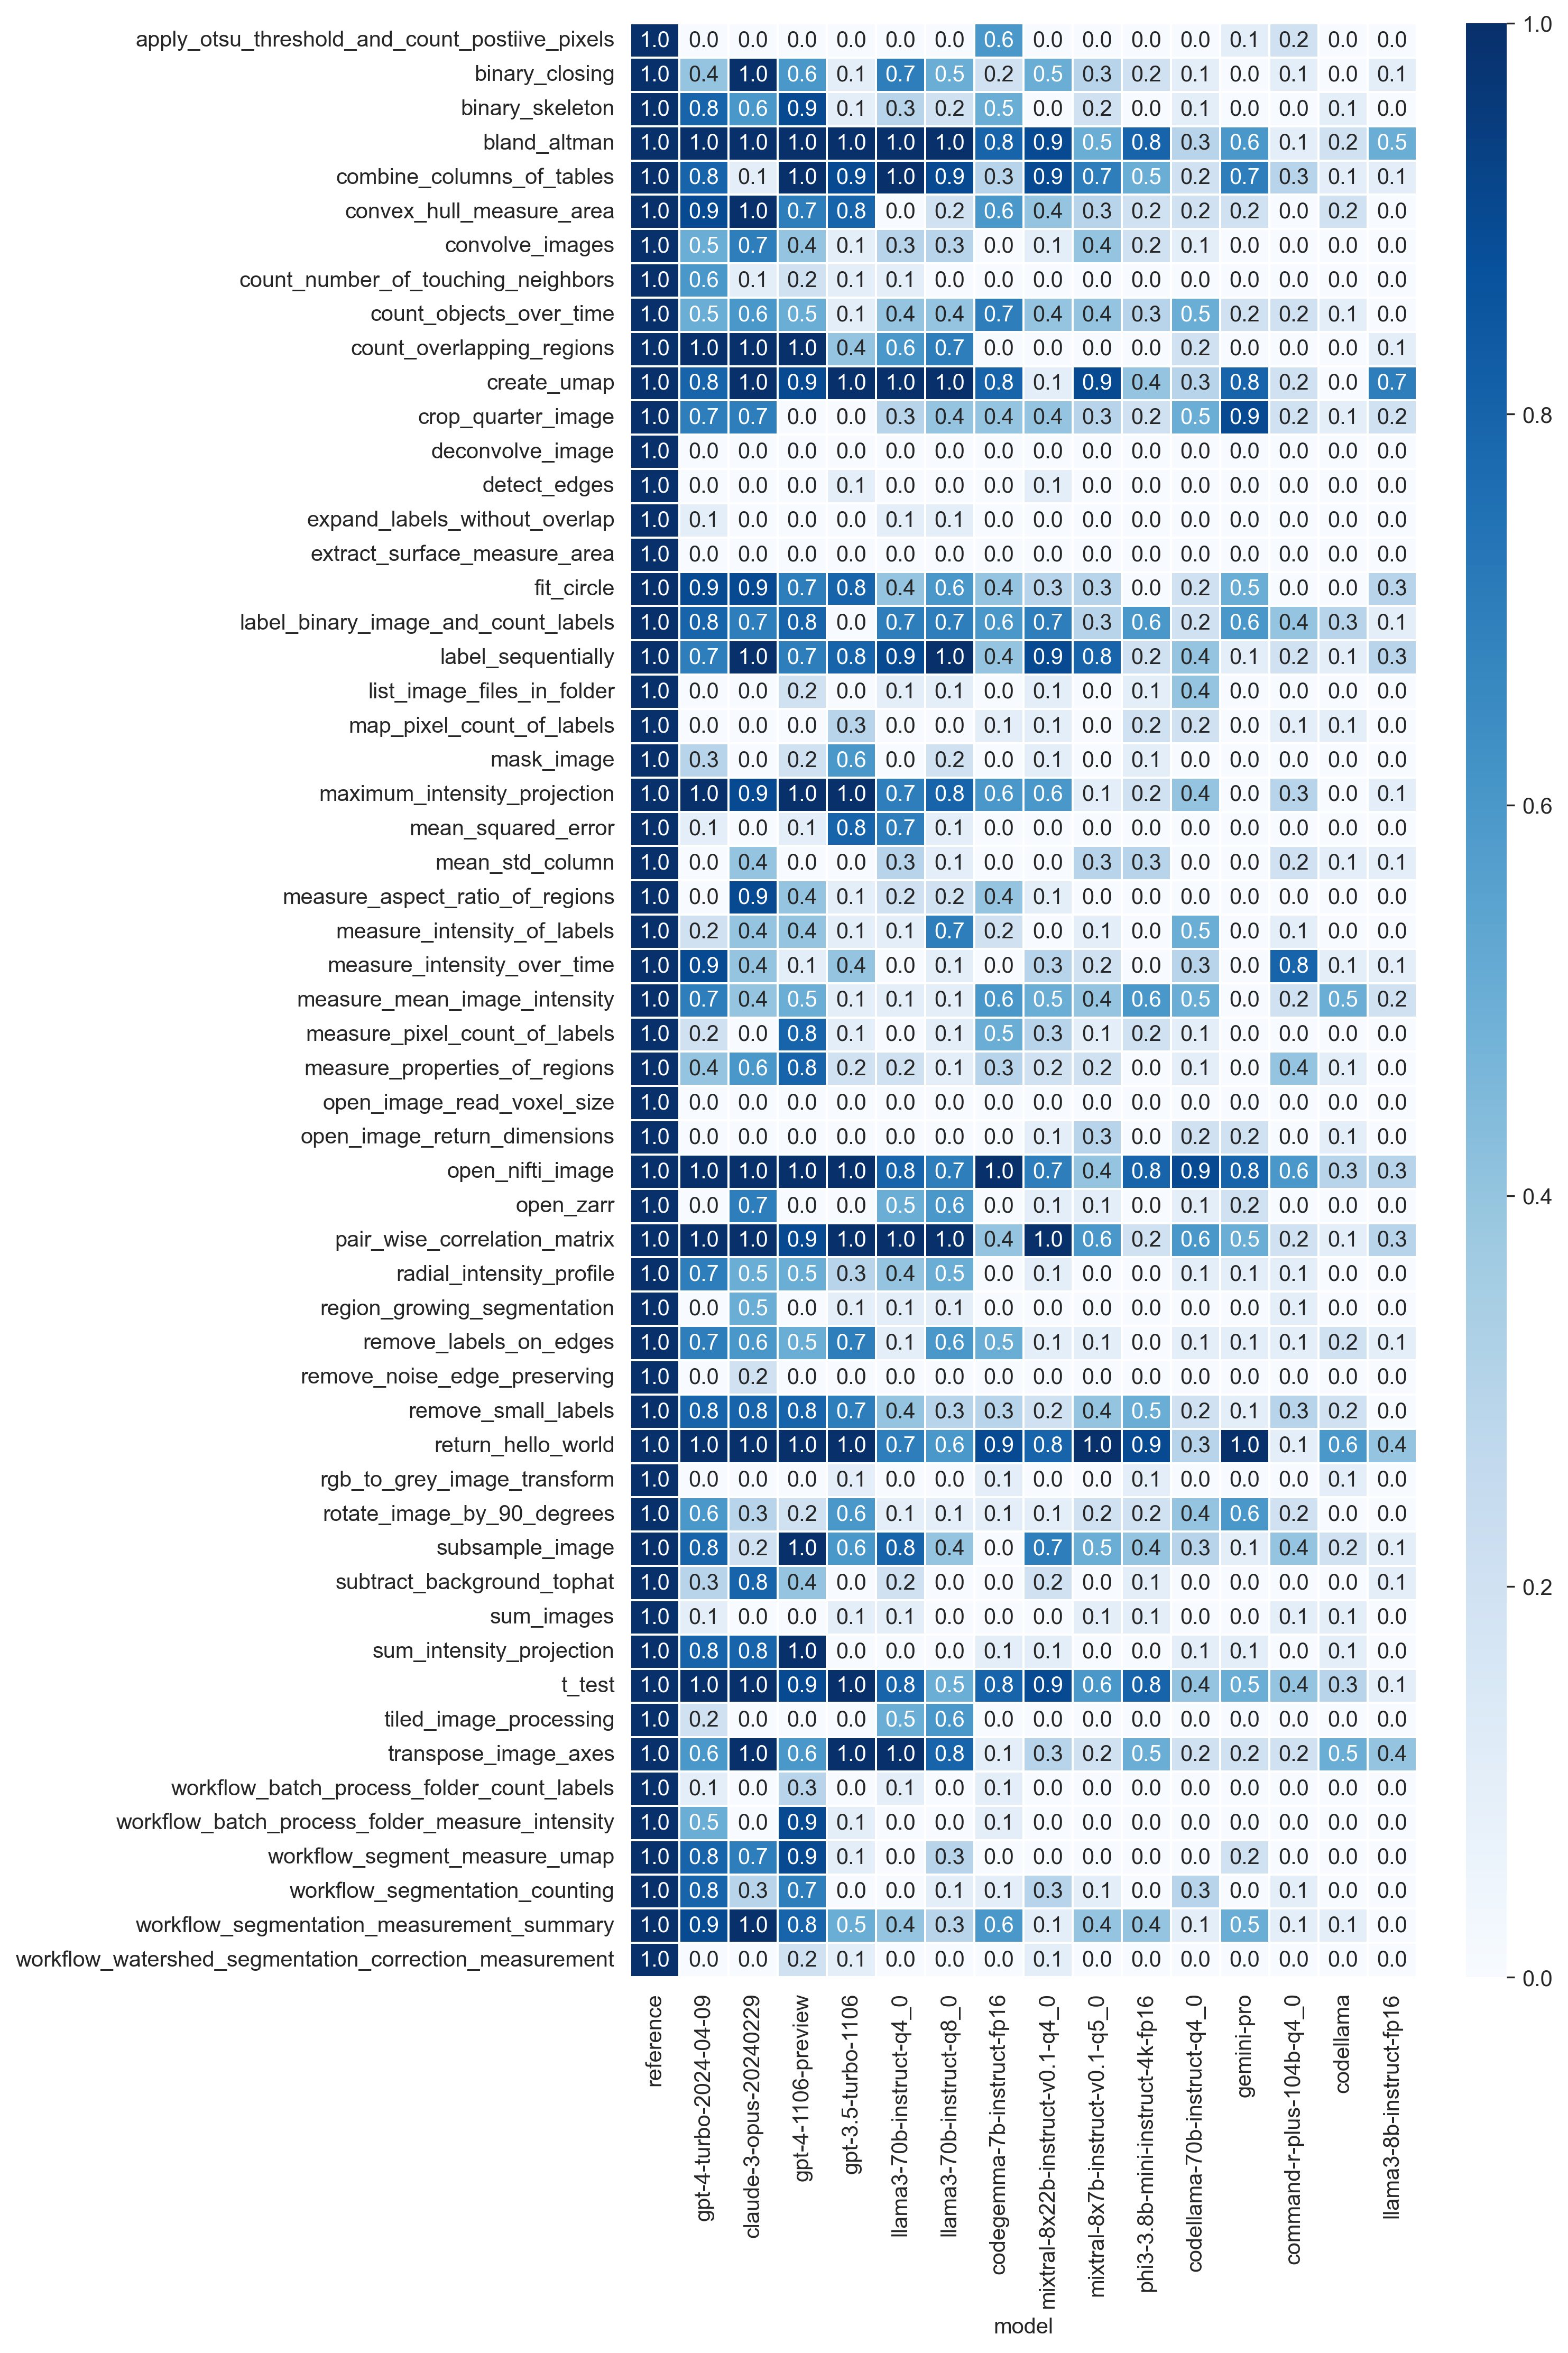 apply_otsu_threshold_and_count_postiive_pixels 1.0 0.0 0.0 0.0 0.0 0.0 0.0 0.6 0.0 0.0 0.0 0.0 0.1 0.2 0.0 0.0
binary_closing 1.0 0.4 1.0 0.6 0.1 0.7 0.5 0.2 0.5 0.3 0.2 0.1 0.0 0.1 0.0 0.1
binary_skeleton 1.0 0.8 0.6 0.9 0.1 0.3 0.2 0.5 0.0 0.2 0.0 0.1 0.0 0.0 0.1 0.0
bland_altman 1.0 1.0 1.0 1.0 1.0 1.0 1.0 0.8 0.9 0.5 0.8 0.3 0.6 0.1 0.2 0.5
combine_columns_of_tables 1.0 0.8 0.1 1.0 0.9 1.0 0.9 0.3 0.9 0.7 0.5 0.2 0.7 0.3 0.1 0.1
convex_hull_measure_area 1.0 0.9 1.0 0.7 0.8 0.0 0.2 0.6 0.4 0.3 0.2 0.2 0.2 0.0 0.2 0.0
convolve_images 1.0 0.5 0.7 0.4 0.1 0.3 0.3 0.0 0.1 0.4 0.2 0.1 0.0 0.0 0.0 0.0
count_number_of_touching_neighbors 1.0 0.6 0.1 0.2 0.1 0.1 0.0 0.0 0.0 0.0 0.0 0.0 0.0 0.0 0.0 0.0
count_objects_over_time 1.0 0.5 0.6 0.5 0.1 0.4 0.4 0.7 0.4 0.4 0.3 0.5 0.2 0.2 0.1 0.0
count_overlapping_regions 1.0 1.0 1.0 1.0 0.4 0.6 0.7 0.0 0.0 0.0 0.0 0.2 0.0 0.0 0.0 0.1
create_umap 1.0 0.8 1.0 0.9 1.0 1.0 1.0 0.8 0.1 0.9 0.4 0.3 0.8 0.2 0.0 0.7
crop_quarter_image 1.0 0.7 0.7 0.0 0.0 0.3 0.4 0.4 0.4 0.3 0.2 0.5 0.9 0.2 0.1 0.2
deconvolve_image 1.0 0.0 0.0 0.0 0.0 0.0 0.0 0.0 0.0 0.0 0.0 0.0 0.0 0.0 0.0 0.0
detect_edges 1.0 0.0 0.0 0.0 0.1 0.0 0.0 0.0 0.1 0.0 0.0 0.0 0.0 0.0 0.0 0.0
expand_labels_without_overlap 1.0 0.1 0.0 0.0 0.0 0.1 0.1 0.0 0.0 0.0 0.0 0.0 0.0 0.0 0.0 0.0
extract_surface_measure_area 1.0 0.0 0.0 0.0 0.0 0.0 0.0 0.0 0.0 0.0 0.0 0.0 0.0 0.0 0.0 0.0
fit_circle 1.0 0.9 0.9 0.7 0.8 0.4 0.6 0.4 0.3 0.3 0.0 0.2 0.5 0.0 0.0 0.3
label_binary_image_and_count_labels 1.0 0.8 0.7 0.8 0.0 0.7 0.7 0.6 0.7 0.3 0.6 0.2 0.6 0.4 0.3 0.1
label_sequentially 1.0 0.7 1.0 0.7 0.8 0.9 1.0 0.4 0.9 0.8 0.2 0.4 0.1 0.2 0.1 0.3
list_image_files_in_folder 1.0 0.0 0.0 0.2 0.0 0.1 0.1 0.0 0.1 0.0 0.1 0.4 0.0 0.0 0.0 0.0
map_pixel_count_of_labels 1.0 0.0 0.0 0.0 0.3 0.0 0.0 0.1 0.1 0.0 0.2 0.2 0.0 0.1 0.1 0.0
mask_image 1.0 0.3 0.0 0.2 0.6 0.0 0.2 0.0 0.1 0.0 0.1 0.0 0.0 0.0 0.0 0.0
maximum_intensity_projection 1.0 1.0 0.9 1.0 1.0 0.7 0.8 0.6 0.6 0.1 0.2 0.4 0.0 0.3 0.0 0.1
mean_squared_error 1.0 0.1 0.0 0.1 0.8 0.7 0.1 0.0 0.0 0.0 0.0 0.0 0.0 0.0 0.0 0.0
mean_std_column 1.0 0.0 0.4 0.0 0.0 0.3 0.1 0.0 0.0 0.3 0.3 0.0 0.0 0.2 0.1 0.1
measure_aspect_ratio_of_regions 1.0 0.0 0.9 0.4 0.1 0.2 0.2 0.4 0.1 0.0 0.0 0.0 0.0 0.0 0.0 0.0
measure_intensity_of_labels 1.0 0.2 0.4 0.4 0.1 0.1 0.7 0.2 0.0 0.1 0.0 0.5 0.0 0.1 0.0 0.0
measure_intensity_over_time 1.0 0.9 0.4 0.1 0.4 0.0 0.1 0.0 0.3 0.2 0.0 0.3 0.0 0.8 0.1 0.1
measure_mean_image_intensity 1.0 0.7 0.4 0.5 0.1 0.1 0.1 0.6 0.5 0.4 0.6 0.5 0.0 0.2 0.5 0.2
measure_pixel_count_of_labels 1.0 0.2 0.0 0.8 0.1 0.0 0.1 0.5 0.3 0.1 0.2 0.1 0.0 0.0 0.0 0.0
measure_properties_of_regions 1.0 0.4 0.6 0.8 0.2 0.2 0.1 0.3 0.2 0.2 0.0 0.1 0.0 0.4 0.1 0.0
open_image_read_voxel_size 1.0 0.0 0.0 0.0 0.0 0.0 0.0 0.0 0.0 0.0 0.0 0.0 0.0 0.0 0.0 0.0
open_image_return_dimensions 1.0 0.0 0.0 0.0 0.0 0.0 0.0 0.0 0.1 0.3 0.0 0.2 0.2 0.0 0.1 0.0
open_nifti_image 1.0 1.0 1.0 1.0 1.0 0.8 0.7 1.0 0.7 0.4 0.8 0.9 0.8 0.6 0.3 0.3
open_zarr 1.0 0.0 0.7 0.0 0.0 0.5 0.6 0.0 0.1 0.1 0.0 0.1 0.2 0.0 0.0 0.0
pair_wise_correlation_matrix 1.0 1.0 1.0 0.9 1.0 1.0 1.0 0.4 1.0 0.6 0.2 0.6 0.5 0.2 0.1 0.3
radial_intensity_profile 1.0 0.7 0.5 0.5 0.3 0.4 0.5 0.0 0.1 0.0 0.0 0.1 0.1 0.1 0.0 0.0
region_growing_segmentation 1.0 0.0 0.5 0.0 0.1 0.1 0.1 0.0 0.0 0.0 0.0 0.0 0.0 0.1 0.0 0.0
remove_labels_on_edges 1.0 0.7 0.6 0.5 0.7 0.1 0.6 0.5 0.1 0.1 0.0 0.1 0.1 0.1 0.2 0.1
remove_noise_edge_preserving 1.0 0.0 0.2 0.0 0.0 0.0 0.0 0.0 0.0 0.0 0.0 0.0 0.0 0.0 0.0 0.0
remove_small_labels 1.0 0.8 0.8 0.8 0.7 0.4 0.3 0.3 0.2 0.4 0.5 0.2 0.1 0.3 0.2 0.0
return_hello_world 1.0 1.0 1.0 1.0 1.0 0.7 0.6 0.9 0.8 1.0 0.9 0.3 1.0 0.1 0.6 0.4
rgb_to_grey_image_transform 1.0 0.0 0.0 0.0 0.1 0.0 0.0 0.1 0.0 0.0 0.1 0.0 0.0 0.0 0.1 0.0
rotate_image_by_90_degrees 1.0 0.6 0.3 0.2 0.6 0.1 0.1 0.1 0.1 0.2 0.2 0.4 0.6 0.2 0.0 0.0
subsample_image 1.0 0.8 0.2 1.0 0.6 0.8 0.4 0.0 0.7 0.5 0.4 0.3 0.1 0.4 0.2 0.1
subtract_background_tophat 1.0 0.3 0.8 0.4 0.0 0.2 0.0 0.0 0.2 0.0 0.1 0.0 0.0 0.0 0.0 0.1
sum_images 1.0 0.1 0.0 0.0 0.1 0.1 0.0 0.0 0.0 0.1 0.1 0.0 0.0 0.1 0.1 0.0
sum_intensity_projection 1.0 0.8 0.8 1.0 0.0 0.0 0.0 0.1 0.1 0.0 0.0 0.1 0.1 0.0 0.1 0.0
t_test 1.0 1.0 1.0 0.9 1.0 0.8 0.5 0.8 0.9 0.6 0.8 0.4 0.5 0.4 0.3 0.1
tiled_image_processing 1.0 0.2 0.0 0.0 0.0 0.5 0.6 0.0 0.0 0.0 0.0 0.0 0.0 0.0 0.0 0.0
transpose_image_axes 1.0 0.6 1.0 0.6 1.0 1.0 0.8 0.1 0.3 0.2 0.5 0.2 0.2 0.2 0.5 0.4
workflow_batch_process_folder_count_labels 1.0 0.1 0.0 0.3 0.0 0.1 0.0 0.1 0.0 0.0 0.0 0.0 0.0 0.0 0.0 0.0
workflow_batch_process_folder_measure_intensity 1.0 0.5 0.0 0.9 0.1 0.0 0.0 0.1 0.0 0.0 0.0 0.0 0.0 0.0 0.0 0.0
workflow_segment_measure_umap 1.0 0.8 0.7 0.9 0.1 0.0 0.3 0.0 0.0 0.0 0.0 0.0 0.2 0.0 0.0 0.0
workflow_segmentation_counting 1.0 0.8 0.3 0.7 0.0 0.0 0.1 0.1 0.3 0.1 0.0 0.3 0.0 0.1 0.0 0.0
workflow_segmentation_measurement_summary 1.0 0.9 1.0 0.8 0.5 0.4 0.3 0.6 0.1 0.4 0.4 0.1 0.5 0.1 0.1 0.0
workflow_watershed_segmentation_correction_measurement 1.0 0.0 0.0 0.2 0.1 0.0 0.0 0.0 0.1 0.0 0.0 0.0 0.0 0.0 0.0 0.0
reference
gpt-4-turbo-2024-04-09
claude-3-opus-20240229
gpt-4-1106-preview
gpt-3.5-turbo-1106
llama3-70b-instruct-q4_0
llama3-70b-instruct-q8_0
codegemma-7b-instruct-fp16
mixtral-8x22b-instruct-v0.1-q4_0
mixtral-8x7b-instruct-v0.1-q5_0
phi3-3.8b-mini-instruct-4k-fp16
codellama-70b-instruct-q4_0
gemini-pro
command-r-plus-104b-q4_0
codellama
llama3-8b-instruct-fp16
model
1.0
0.8
0.6
0.4
0.2
0.0